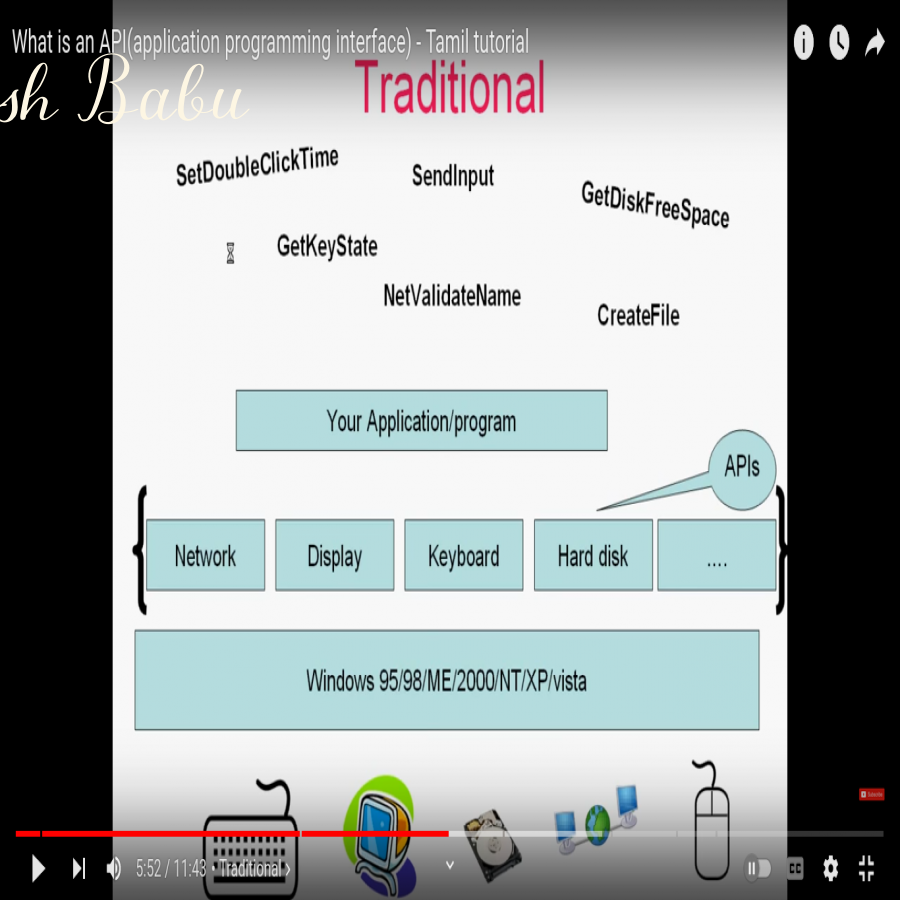 What is an API(application programming interface) - Tamil tutorial
sh Babu
Traditional
SetDoubleClickTime
SendInput
GetDiskFreeSpace
GetKeyState
NetValidateName
CreateFile
Your Application/program
APIs
Network
Display
Keyboard
Hard disk
....
Windows 95/98/ME/2000/NT/XP/vista
Subscribe
5:52 / 11:43 • Traditional ›
CC